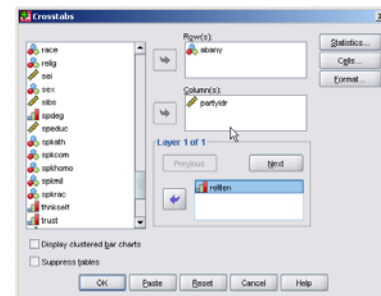 Crosstabs
race
relig
sei
sex
sibs
spdeg
speduc
spkath
spkcom
spkhomo
spkmil
spkrac
thnkself
trust
Row(s):
abany
Column(s):
partyidr
Layer 1 of 1
Previous
Next
reliten
Statistics...
Cells...
Format...
Display clustered bar charts
Suppress tables
OK
Paste
Reset
Cancel
Help